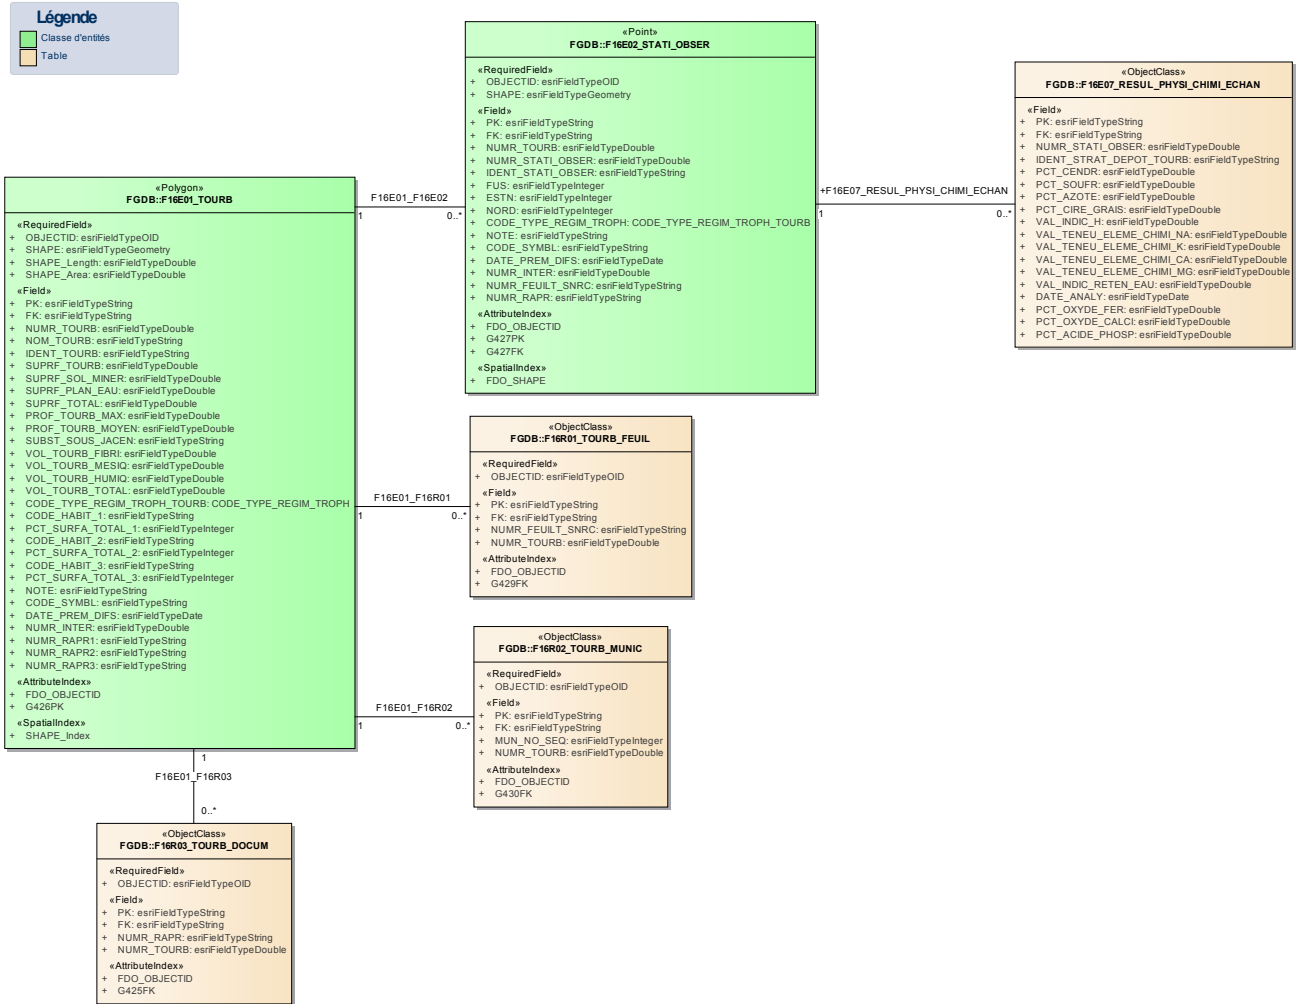 Légende
Classe d'entités
Table
«Point»
FGDB::F16E02_STATI_OBSER
«RequiredField»
+ OBJECTID: esriFieldTypeOID
+ SHAPE: esriFieldTypeGeometry
«Field»
+ PK: esriFieldTypeString
+ FK: esriFieldTypeString
+ NUMR_TOURB: esriFieldTypeDouble
+ NUMR_STATI_OBSER: esriFieldTypeDouble
+ IDENT_STATI_OBSER: esriFieldTypeString
+ FUS: esriFieldTypeInteger
+ ESTN: esriFieldTypeInteger
+ NORD: esriFieldTypeInteger
+ CODE_TYPE_REGIM_TROPH: CODE_TYPE_REGIM_TROPH_TOURB
+ NOTE: esriFieldTypeString
+ CODE_SYMBL: esriFieldTypeString
+ DATE_PREM_DIFS: esriFieldTypeDate
+ NUMR_INTER: esriFieldTypeDouble
+ NUMR_FEUILT_SNRC: esriFieldTypeString
+ NUMR_RAPR: esriFieldTypeString
«AttributeIndex»
+ FDO_OBJECTID
+ G427PK
+ G427FK
«SpatialIndex»
+ FDO_SHAPE
«ObjectClass»
FGDB::F16E07_RESUL_PHYSI_CHIMI_ECHAN
«Field»
+ PK: esriFieldTypeString
+ FK: esriFieldTypeString
+ NUMR_STATI_OBSER: esriFieldTypeDouble
+ IDENT_STRAT_DEPOT_TOURB: esriFieldTypeString
+ PCT_CENDR: esriFieldTypeDouble
+ PCT_SOUFR: esriFieldTypeDouble
+ PCT_AZOTE: esriFieldTypeDouble
+ PCT_CIRE_GRAIS: esriFieldTypeDouble
+ VAL_INDIC_H: esriFieldTypeDouble
+ VAL_TENEU_ELEME_CHIMI_NA: esriFieldTypeDouble
+ VAL_TENEU_ELEME_CHIMI_K: esriFieldTypeDouble
+ VAL_TENEU_ELEME_CHIMI_CA: esriFieldTypeDouble
+ VAL_TENEU_ELEME_CHIMI_MG: esriFieldTypeDouble
+ VAL_INDIC_RETEN_EAU: esriFieldTypeDouble
+ DATE_ANALY: esriFieldTypeDate
+ PCT_OXYDE_FER: esriFieldTypeDouble
+ PCT_OXYDE_CALCI: esriFieldTypeDouble
+ PCT_ACIDE_PHOSP: esriFieldTypeDouble
+F16E07_RESUL_PHYSI_CHIMI_ECHAN
1 0..*
«Polygon»
FGDB::F16E01_TOURB
«RequiredField»
+ OBJECTID: esriFieldTypeOID
+ SHAPE: esriFieldTypeGeometry
+ SHAPE_Length: esriFieldTypeDouble
+ SHAPE_Area: esriFieldTypeDouble
«Field»
+ PK: esriFieldTypeString
+ FK: esriFieldTypeString
+ NUMR_TOURB: esriFieldTypeDouble
+ NOM_TOURB: esriFieldTypeString
+ IDENT_TOURB: esriFieldTypeString
+ SUPRF_TOURB: esriFieldTypeDouble
+ SUPRF_SOL_MINER: esriFieldTypeDouble
+ SUPRF_PLAN_EAU: esriFieldTypeDouble
+ SUPRF_TOTAL: esriFieldTypeDouble
+ PROF_TOURB_MAX: esriFieldTypeDouble
+ PROF_TOURB_MOYEN: esriFieldTypeDouble
+ SUBST_SOUS_JACEN: esriFieldTypeString
+ VOL_TOURB_FIBRI: esriFieldTypeDouble
+ VOL_TOURB_MESIQ: esriFieldTypeDouble
+ VOL_TOURB_HUMIQ: esriFieldTypeDouble
+ VOL_TOURB_TOTAL: esriFieldTypeDouble
+ CODE_TYPE_REGIM_TROPH_TOURB: CODE_TYPE_REGIM_TROPH
+ CODE_HABIT_1: esriFieldTypeString
+ PCT_SURFA_TOTAL_1: esriFieldTypeInteger
+ CODE_HABIT_2: esriFieldTypeString
+ PCT_SURFA_TOTAL_2: esriFieldTypeInteger
+ CODE_HABIT_3: esriFieldTypeString
+ PCT_SURFA_TOTAL_3: esriFieldTypeInteger
+ NOTE: esriFieldTypeString
+ CODE_SYMBL: esriFieldTypeString
+ DATE_PREM_DIFS: esriFieldTypeDate
+ NUMR_INTER: esriFieldTypeDouble
+ NUMR_RAPR1: esriFieldTypeString
+ NUMR_RAPR2: esriFieldTypeString
+ NUMR_RAPR3: esriFieldTypeString
«AttributeIndex»
+ FDO_OBJECTID
+ G426PK
«SpatialIndex»
+ SHAPE_Index
F16E01_F16E02
1 0..*
F16E01_F16R01
1 0..*
«ObjectClass»
FGDB::F16R01_TOURB_FEUIL
«RequiredField»
+ OBJECTID: esriFieldTypeOID
«Field»
+ PK: esriFieldTypeString
+ FK: esriFieldTypeString
+ NUMR_FEUILT_SNRC: esriFieldTypeString
+ NUMR_TOURB: esriFieldTypeDouble
«AttributeIndex»
+ FDO_OBJECTID
+ G429FK
F16E01_F16R02
1 0..*
«ObjectClass»
FGDB::F16R02_TOURB_MUNIC
«RequiredField»
+ OBJECTID: esriFieldTypeOID
«Field»
+ PK: esriFieldTypeString
+ FK: esriFieldTypeString
+ MUN_NO_SEQ: esriFieldTypeInteger
+ NUMR_TOURB: esriFieldTypeDouble
«AttributeIndex»
+ FDO_OBJECTID
+ G430FK
1
F16E01_F16R03
0..*
«ObjectClass»
FGDB::F16R03_TOURB_DOCUM
«RequiredField»
+ OBJECTID: esriFieldTypeOID
«Field»
+ PK: esriFieldTypeString
+ FK: esriFieldTypeString
+ NUMR_RAPR: esriFieldTypeString
+ NUMR_TOURB: esriFieldTypeDouble
«AttributeIndex»
+ FDO_OBJECTID
+ G425FK